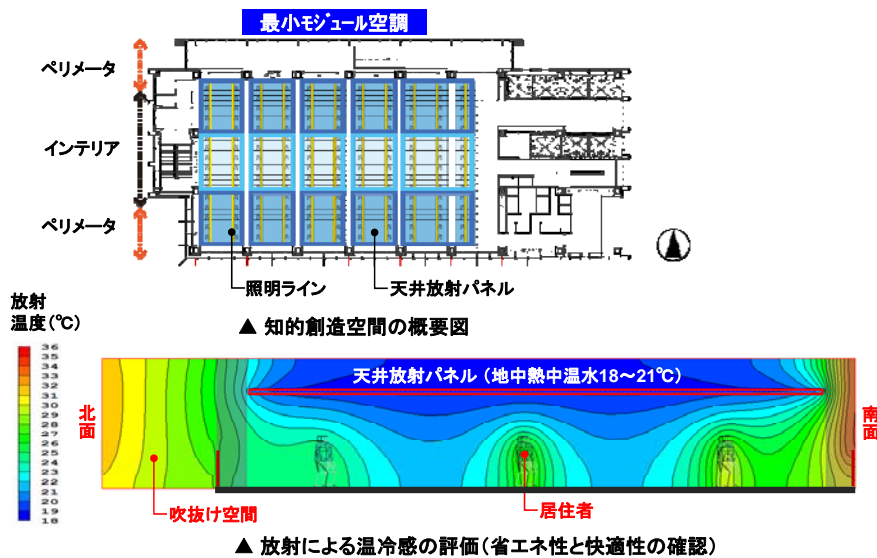 最小ﾓｼﾞｭｰﾙ空調
ペリメータ
インテリア
ペリメータ
照明ライン
天井放射パネル
▲ 知的創造空間の概要図
放射
温度(℃)
36
35
34
33
32
31
30
29
28
27
26
25
24
23
22
21
20
19
18
天井放射パネル（地中熱中温水18～21℃）
北面
南面
吹抜け空間
居住者
▲ 放射による温冷感の評価（省エネ性と快適性の確認）